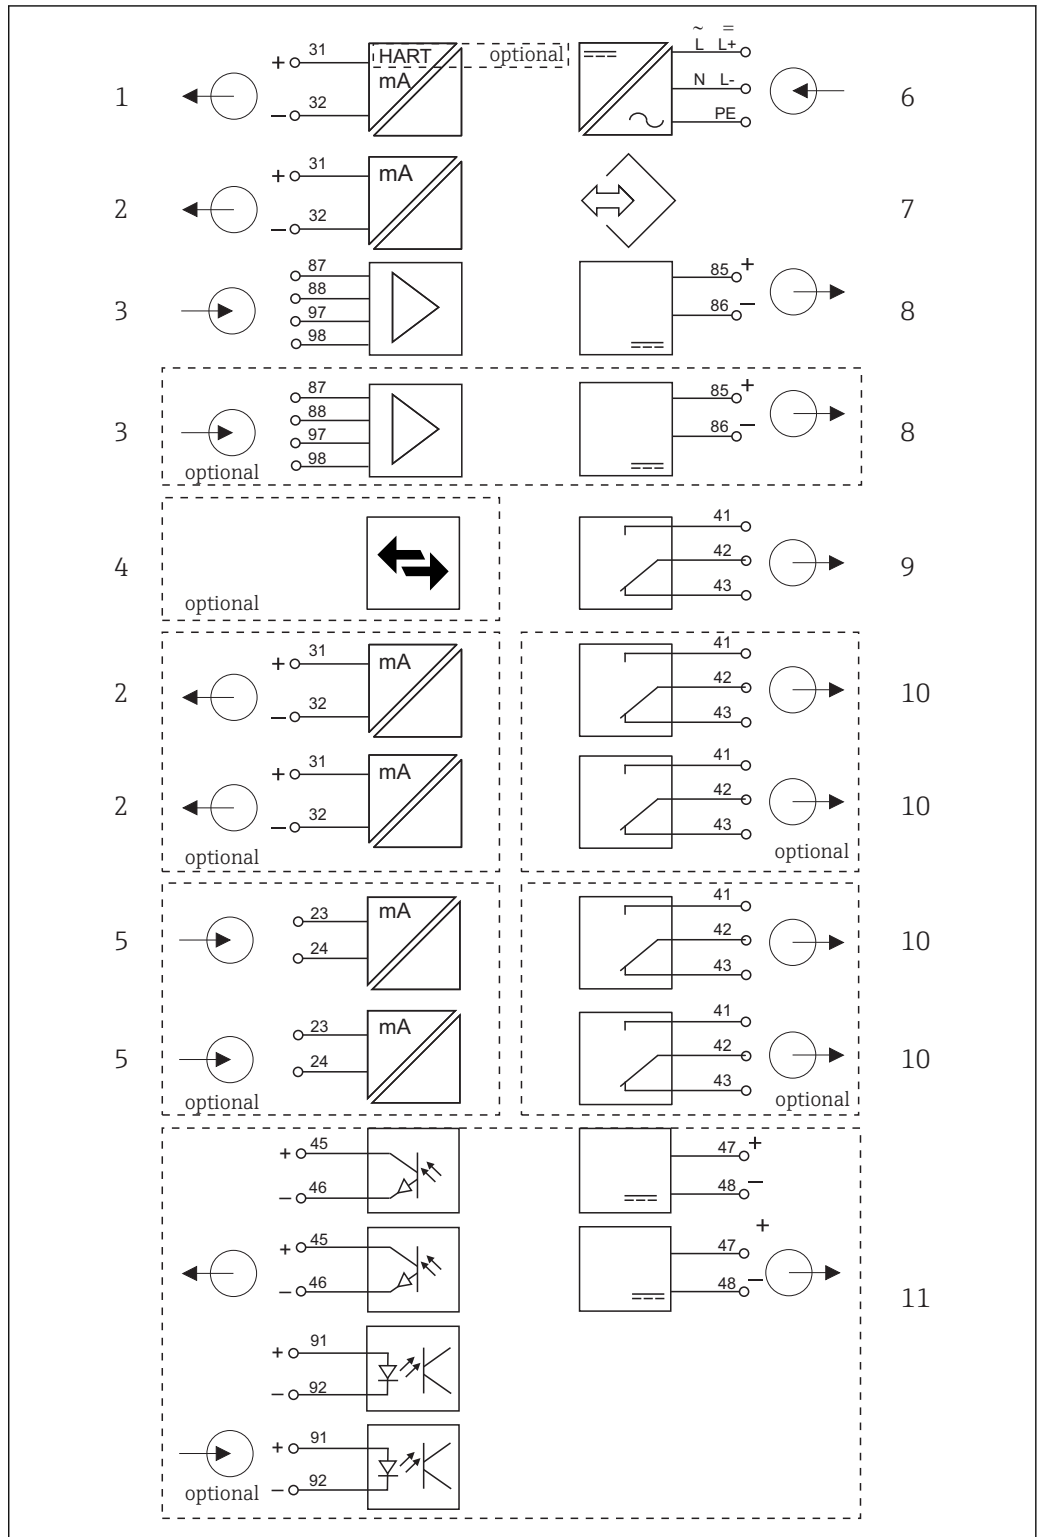 ~ =
+ 31 HART optional L L+
1 mA N L- 6
− 32 PE
+ 31 mA
2 7
− 32
87 85 +
88 86 −
3 97 8
98
87 85 +
88 86 −
3 97 8
98
optional
41
4 42 9
optional 43
+ 31 mA 41
2 42 10
− 32 43
+ 31 mA 41
2 42 10
− 32 43
optional optional
23 mA 41
5 24 42 10
43
23 mA 41
5 24 42 10
43
optional optional
+ 45 47 +
− 46 48 −
+ 45 47 +
− 46 48 −
11
+ 91
− 92
+ 91
optional − 92